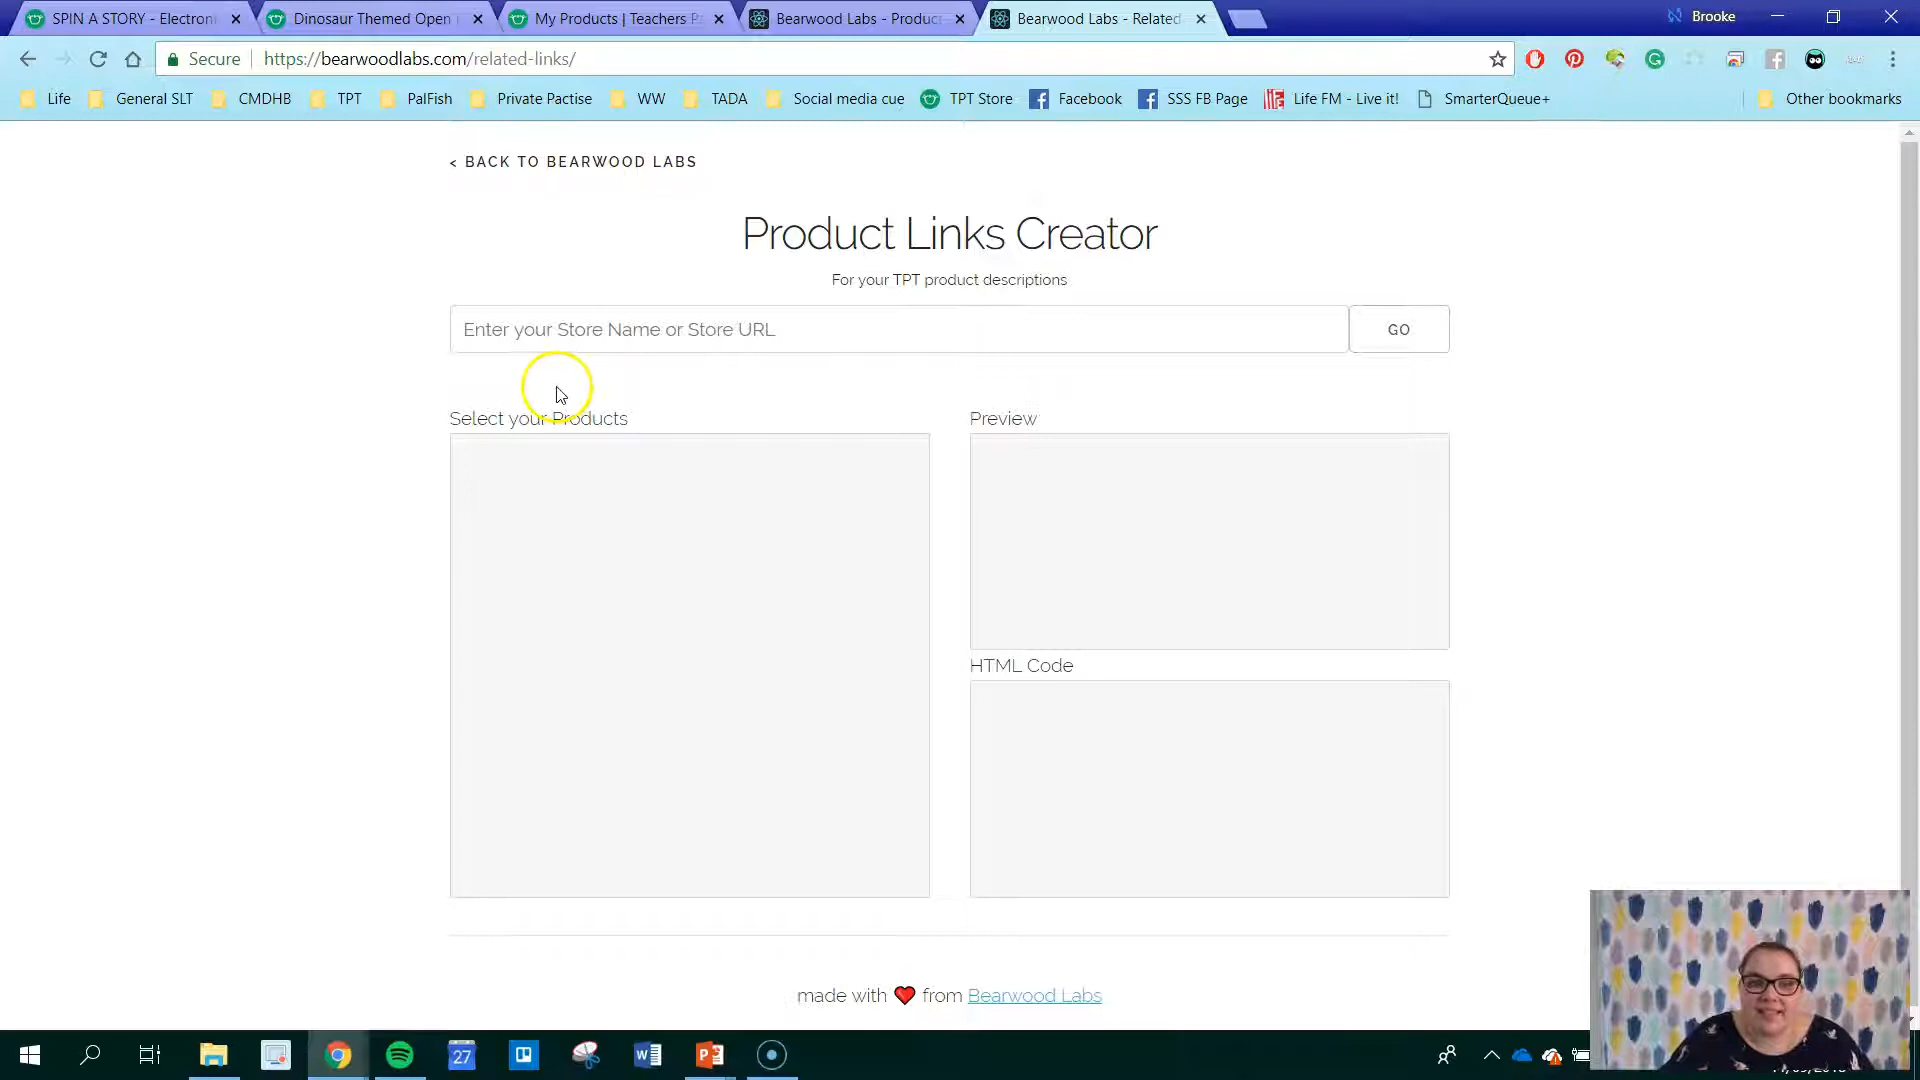 SPIN A STORY - Electron
Dinosaur Themed Open
My Products | Teachers P
Bearwood Labs - Produc
Bearwood Labs - Related
Brooke
Secure
https://bearwoodlabs.com/related-links/
Life
General SLT
CMDHB
TPT
PalFish
Private Pactise
WW
TADA
Social media cue
TPT Store
Facebook
SSS FB Page
Life FM - Live it!
SmarterQueue+
Other bookmarks
< BACK TO BEARWOOD LABS
Product Links Creator
For your TPT product descriptions
Enter your Store Name or Store URL
GO
Select your Products
Preview
HTML Code
made with ❤ from Bearwood Labs
27